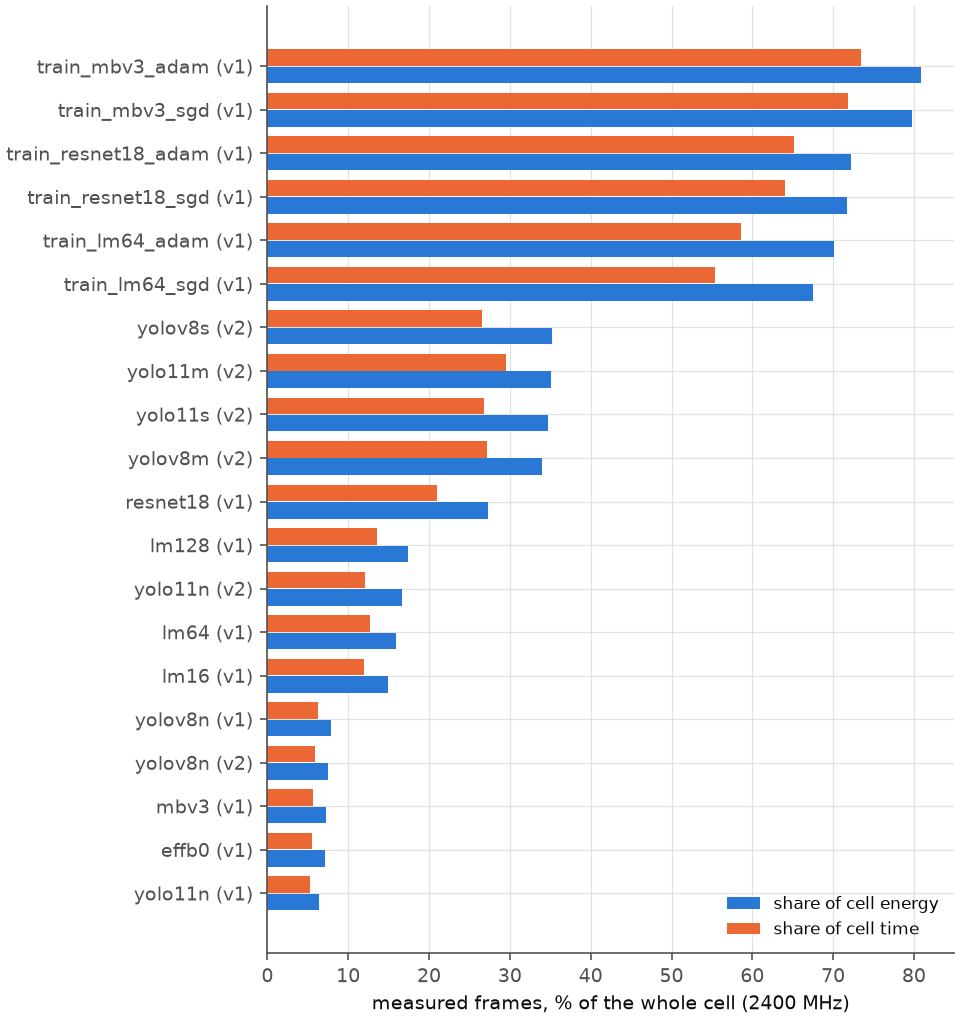 train_mbv3_adam (v1)
train_mbv3_sgd (v1)
train_resnet18_adam (v1)
train_resnet18_sgd (v1)
train_lm64_adam (v1)
train_lm64_sgd (v1)
yolov8s (v2)
yolo11m (v2)
yolo11s (v2)
yolov8m (v2)
resnet18 (v1)
lm128 (v1)
yolo11n (v2)
lm64 (v1)
lm16 (v1)
yolov8n (v1)
yolov8n (v2)
mbv3 (v1)
effb0 (v1)
yolo11n (v1)
share of cell energy
share of cell time
0 10 20 30 40 50 60 70 80
measured frames, % of the whole cell (2400 MHz)